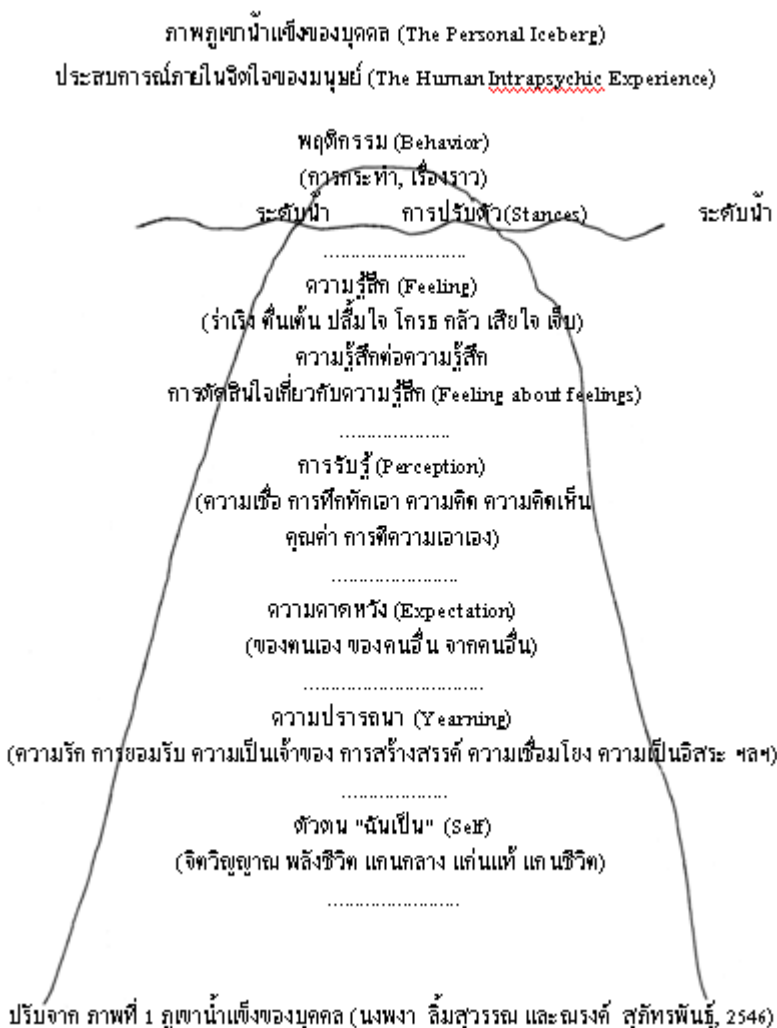 ภาพภูเขาน้ำแข็งของบุคคล (The Personal Iceberg)
ประสบการณ์ภายในจิตใจของมนุษย์ (The Human Intrapsychic Experience)
พฤติกรรม (Behavior)
(การกระทำ, เรื่องราว)
ระดับน้ำ การปรับตัว(Stances) ระดับน้ำ
...........................
ความรู้สึก (Feeling)
(ร่าเริง ตื่นเต้น ปลื้มใจ โกรธ กลัว เสียใจ เจ็บ)
ความรู้สึกต่อความรู้สึก
การตัดสินใจเกี่ยวกับความรู้สึก (Feeling about feelings)
.....................
การรับรู้ (Perception)
(ความเชื่อ การทึกทักเอา ความคิด ความคิดเห็น
คุณค่า การตีความเอาเอง)
........................
ความคาดหวัง (Expectation)
(ของตนเอง ของคนอื่น จากคนอื่น)
..................................
ความปรารถนา (Yearning)
(ความรัก การยอมรับ ความเป็นเจ้าของ การสร้างสรรค์ ความเชื่อมโยง ความเป็นอิสระ ฯลฯ)
....................
ตัวตน "ฉันเป็น" (Self)
(จิตวิญญาณ พลังชีวิต แกนกลาง แก่นแท้ แกนชีวิต)
.........................
ปรับจาก ภาพที่ 1 ภูเขาน้ำแข็งของบุคคล (นงพงา ลิ้มสุวรรณ และณรงค์ สุภัทรพันธุ์, 2546)